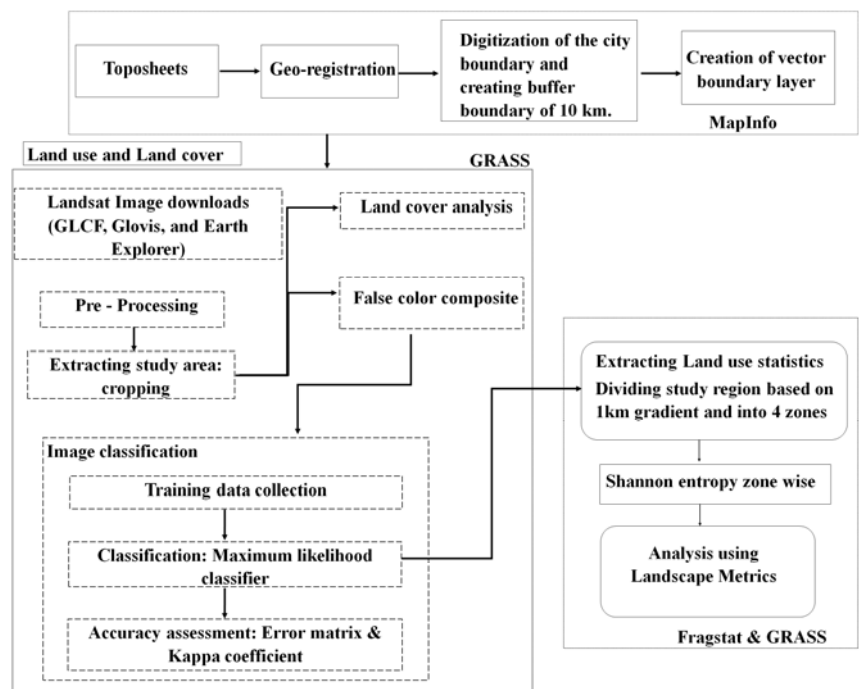 Toposheets
Geo-registration
Digitization of the city
boundary and
creating buffer
boundary of 10 km.
Creation of vector
boundary layer
MapInfo
Land use and Land cover
GRASS
Landsat Image downloads
(GLCF, Glovis, and Earth
Explorer)
Land cover analysis
Pre - Processing
False color composite
Extracting study area:
cropping
Image classification
Training data collection
Classification: Maximum likelihood
classifier
Accuracy assessment: Error matrix &
Kappa coefficient
Extracting Land use statistics
Dividing study region based on
1km gradient and into 4 zones
Shannon entropy zone wise
Analysis using
Landscape Metrics
Fragstat & GRASS